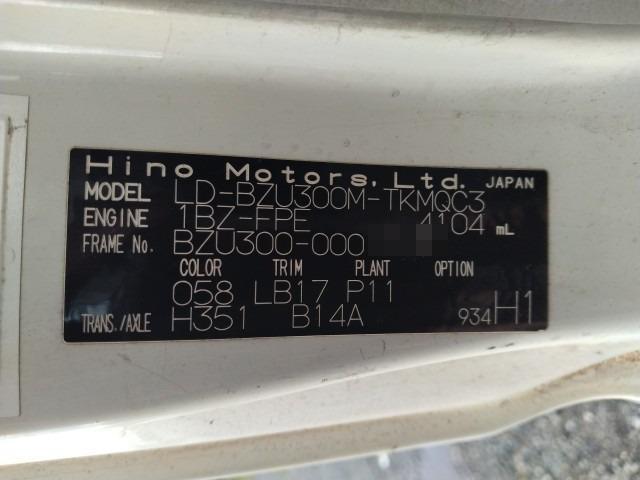 Hino Motors, Ltd. JAPAN
MODEL LD-BZU300M-TKMQC3
ENGINE 1BZ-FPE 4104 mL
FRAME No. BZU300-000
COLOR TRIM PLANT OPTION
058 LB17 P11
TRANS./AXLE H351 B14A 934 H1